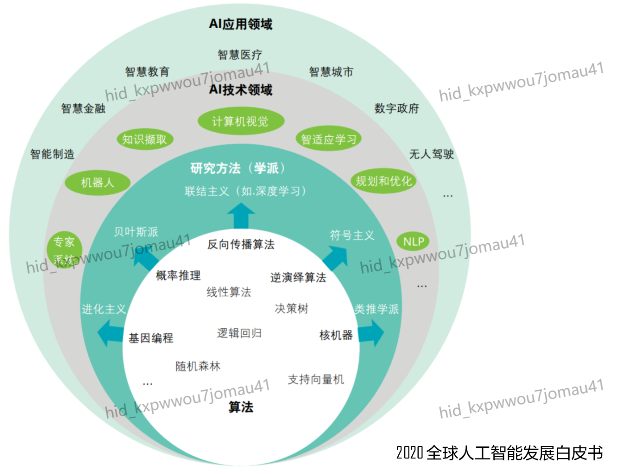 AI应用领域
智慧医疗
智慧教育
智慧城市
hid_kxpwwou7jomau41
hid_kxpwwou7jomau41
AI技术领域
智慧金融
数字政府
计算机视觉
知识撷取
智适应学习
智能制造
无人驾驶
研究方法（学派）
机器人
规划和优化
联结主义（如.深度学习）
...
贝叶斯派
符号主义
专家
系统
NLP
反向传播算法
hid_kxpwwou7jomau41
hid_kxpwwou7jomau41
概率推理
逆演绎算法
...
线性算法
进化主义
决策树
类推学派
基因编程
逻辑回归
核机器
随机森林
...
支持向量机
hid_kxpwwou7jomau41
hid_kxpwwou7jomau41
算法
2020 全球人工智能发展白皮书